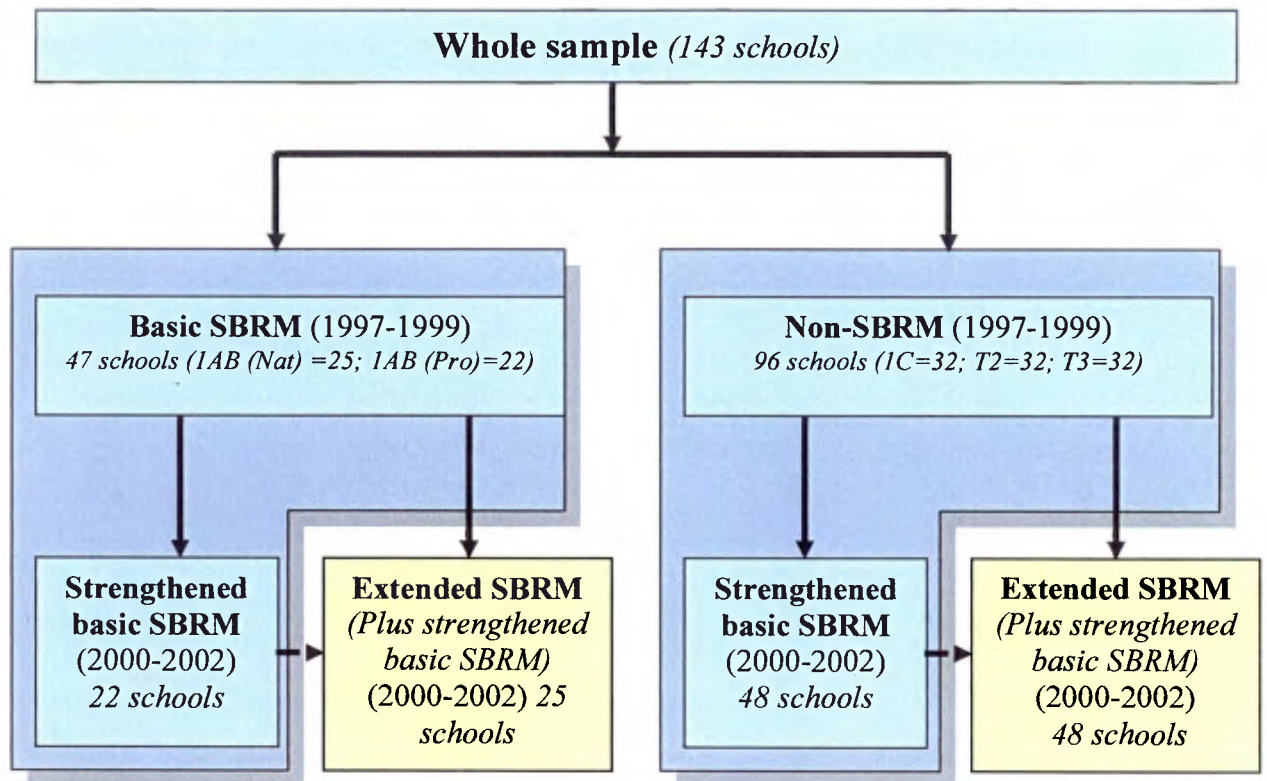 Whole sample (143 schools)
Basic SBRM (1997-1999)
47 schools (1AB (Nat) =25; 1AB (Pro)=22)
Non-SBRM (1997-1999)
96 schools (1C=32; T2=32; T3=32)
Strengthened
basic SBRM
(2000-2002)
22 schools
Extended SBRM
(Plus strengthened
basic SBRM)
(2000-2002) 25
schools
Strengthened
basic SBRM
(2000-2002)
48 schools
Extended SBRM
(Plus strengthened
basic SBRM)
(2000-2002)
48 schools